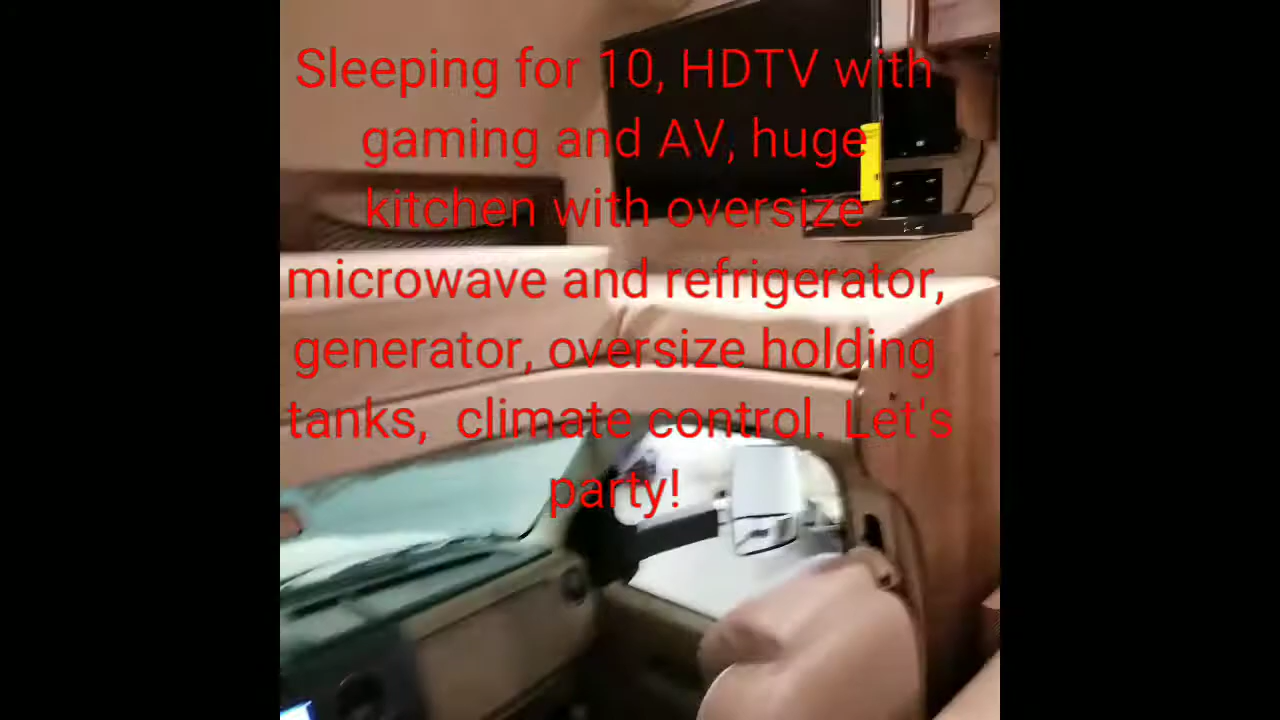 Sleeping for 10, HDTV with
gaming and AV, huge
kitchen with oversize
microwave and refrigerator,
generator, oversize holding
tanks,  climate control. Let's
party!